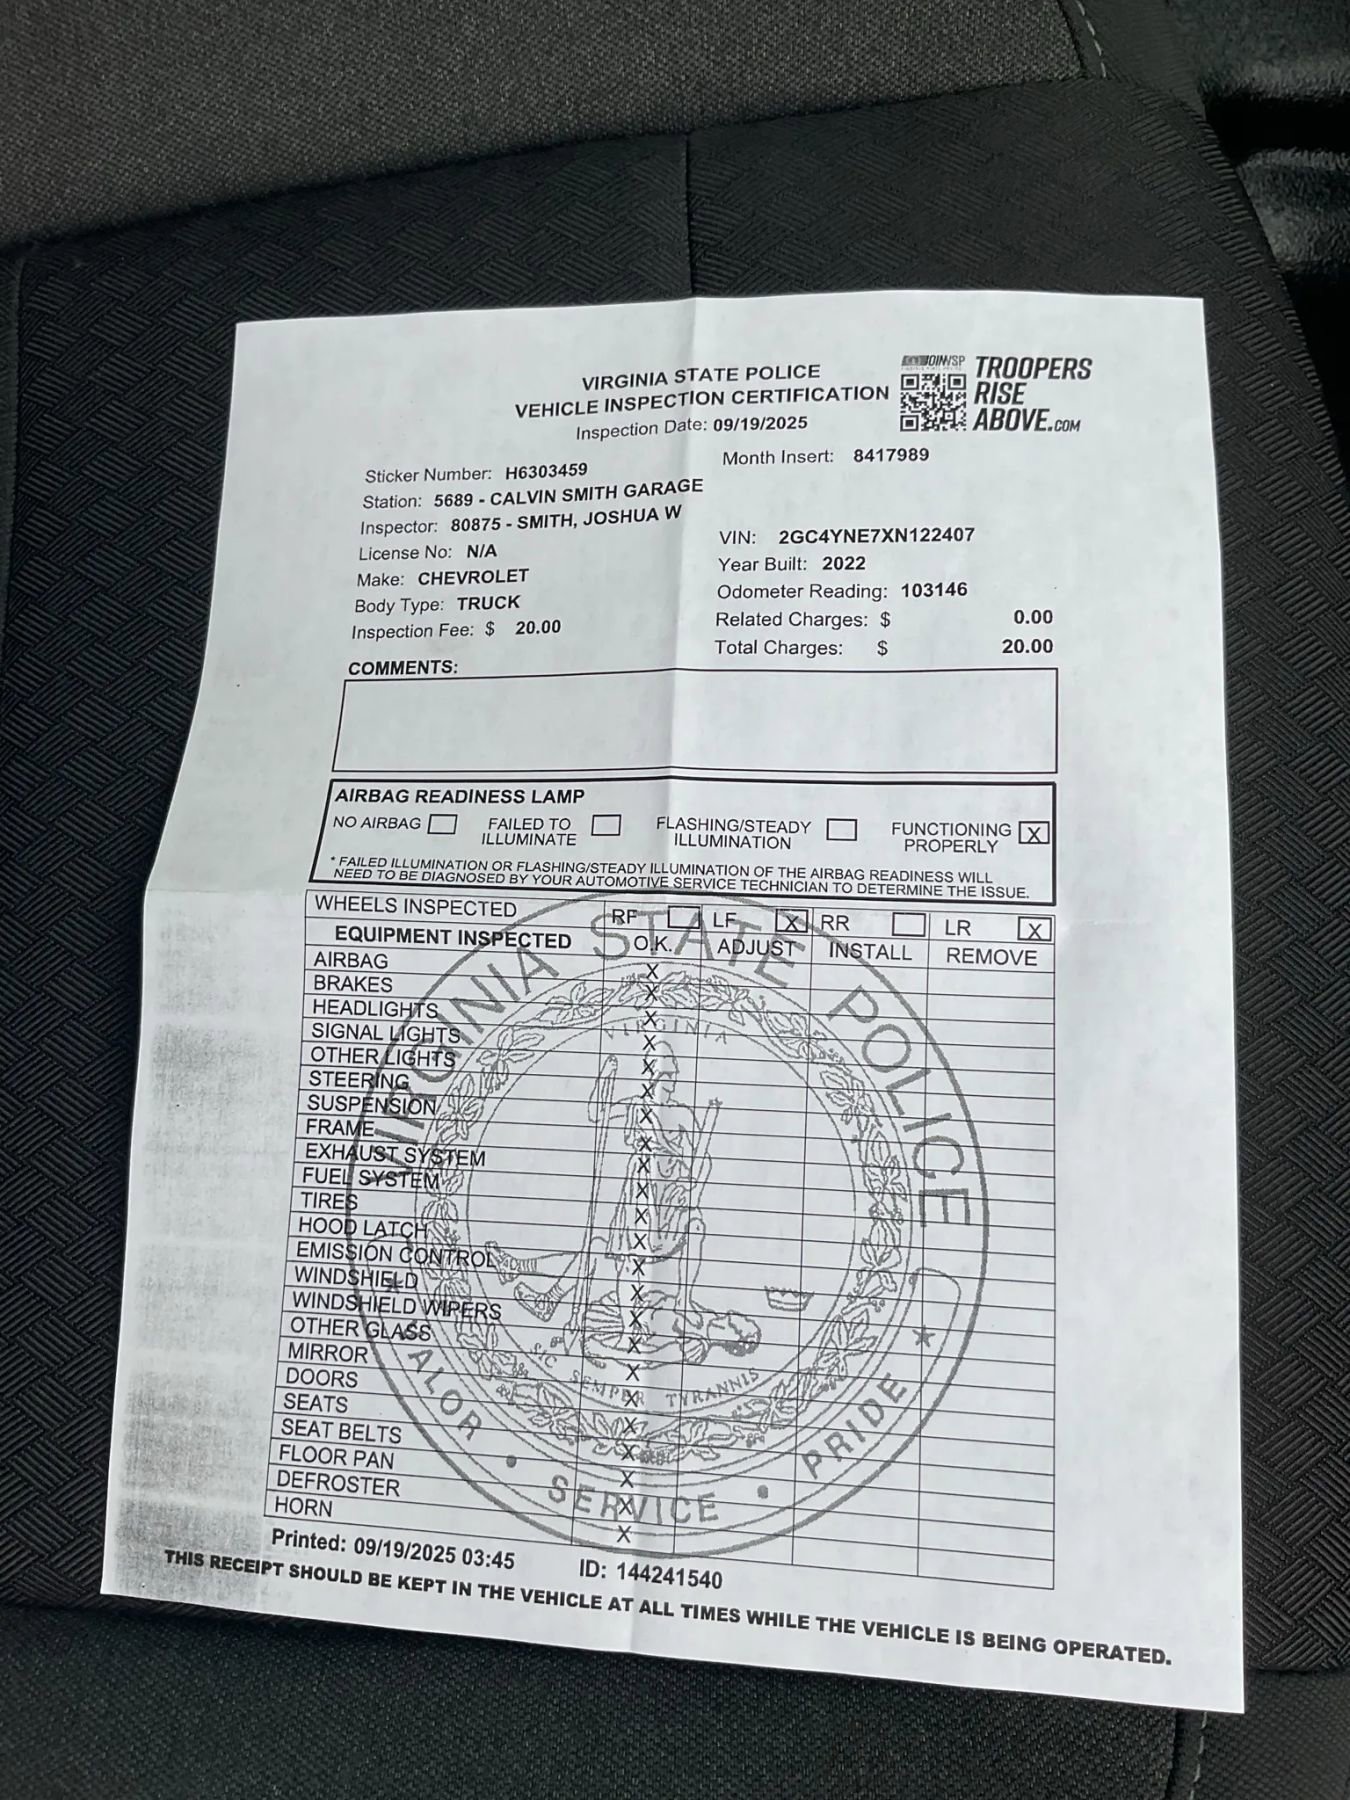 JOINVSP
TROOPERS
RISE
ABOVE.COM
VIRGINIA STATE POLICE
VEHICLE INSPECTION CERTIFICATION
Inspection Date: 09/19/2025
Sticker Number: H6303459 Month Insert: 8417989
Station: 5689 - CALVIN SMITH GARAGE
Inspector: 80875 - SMITH, JOSHUA W VIN: 2GC4YNE7XN122407
License No: N/A Year Built: 2022
Make: CHEVROLET Odometer Reading: 103146
Body Type: TRUCK Related Charges: $ 0.00
Inspection Fee: $ 20.00 Total Charges: $ 20.00
COMMENTS:
AIRBAG READINESS LAMP
NO AIRBAG FAILED TO ILLUMINATE FLASHING/STEADY ILLUMINATION FUNCTIONING PROPERLY X
* FAILED ILLUMINATION OR FLASHING/STEADY ILLUMINATION OF THE AIRBAG READINESS WILL
NEED TO BE DIAGNOSED BY YOUR AUTOMOTIVE SERVICE TECHNICIAN TO DETERMINE THE ISSUE.
WHEELS INSPECTED RF LF X RR LR X
EQUIPMENT INSPECTED O.K. ADJUST INSTALL REMOVE
AIRBAG X
BRAKES X
HEADLIGHTS X
SIGNAL LIGHTS X
OTHER LIGHTS X
STEERING X
SUSPENSION X
FRAME X
EXHAUST SYSTEM X
FUEL SYSTEM X
TIRES X
HOOD LATCH X
EMISSION CONTROL X
WINDSHIELD X
WINDSHIELD WIPERS X
OTHER GLASS X
MIRROR X
DOORS X
SEATS X
SEAT BELTS X
FLOOR PAN X
DEFROSTER X
HORN X
VIRGINIA STATE POLICE
VIRGINIA
SIC SEMPER TYRANNIS
VALOR • SERVICE • PRIDE
Printed: 09/19/2025 03:45 ID: 144241540
THIS RECEIPT SHOULD BE KEPT IN THE VEHICLE AT ALL TIMES WHILE THE VEHICLE IS BEING OPERATED.